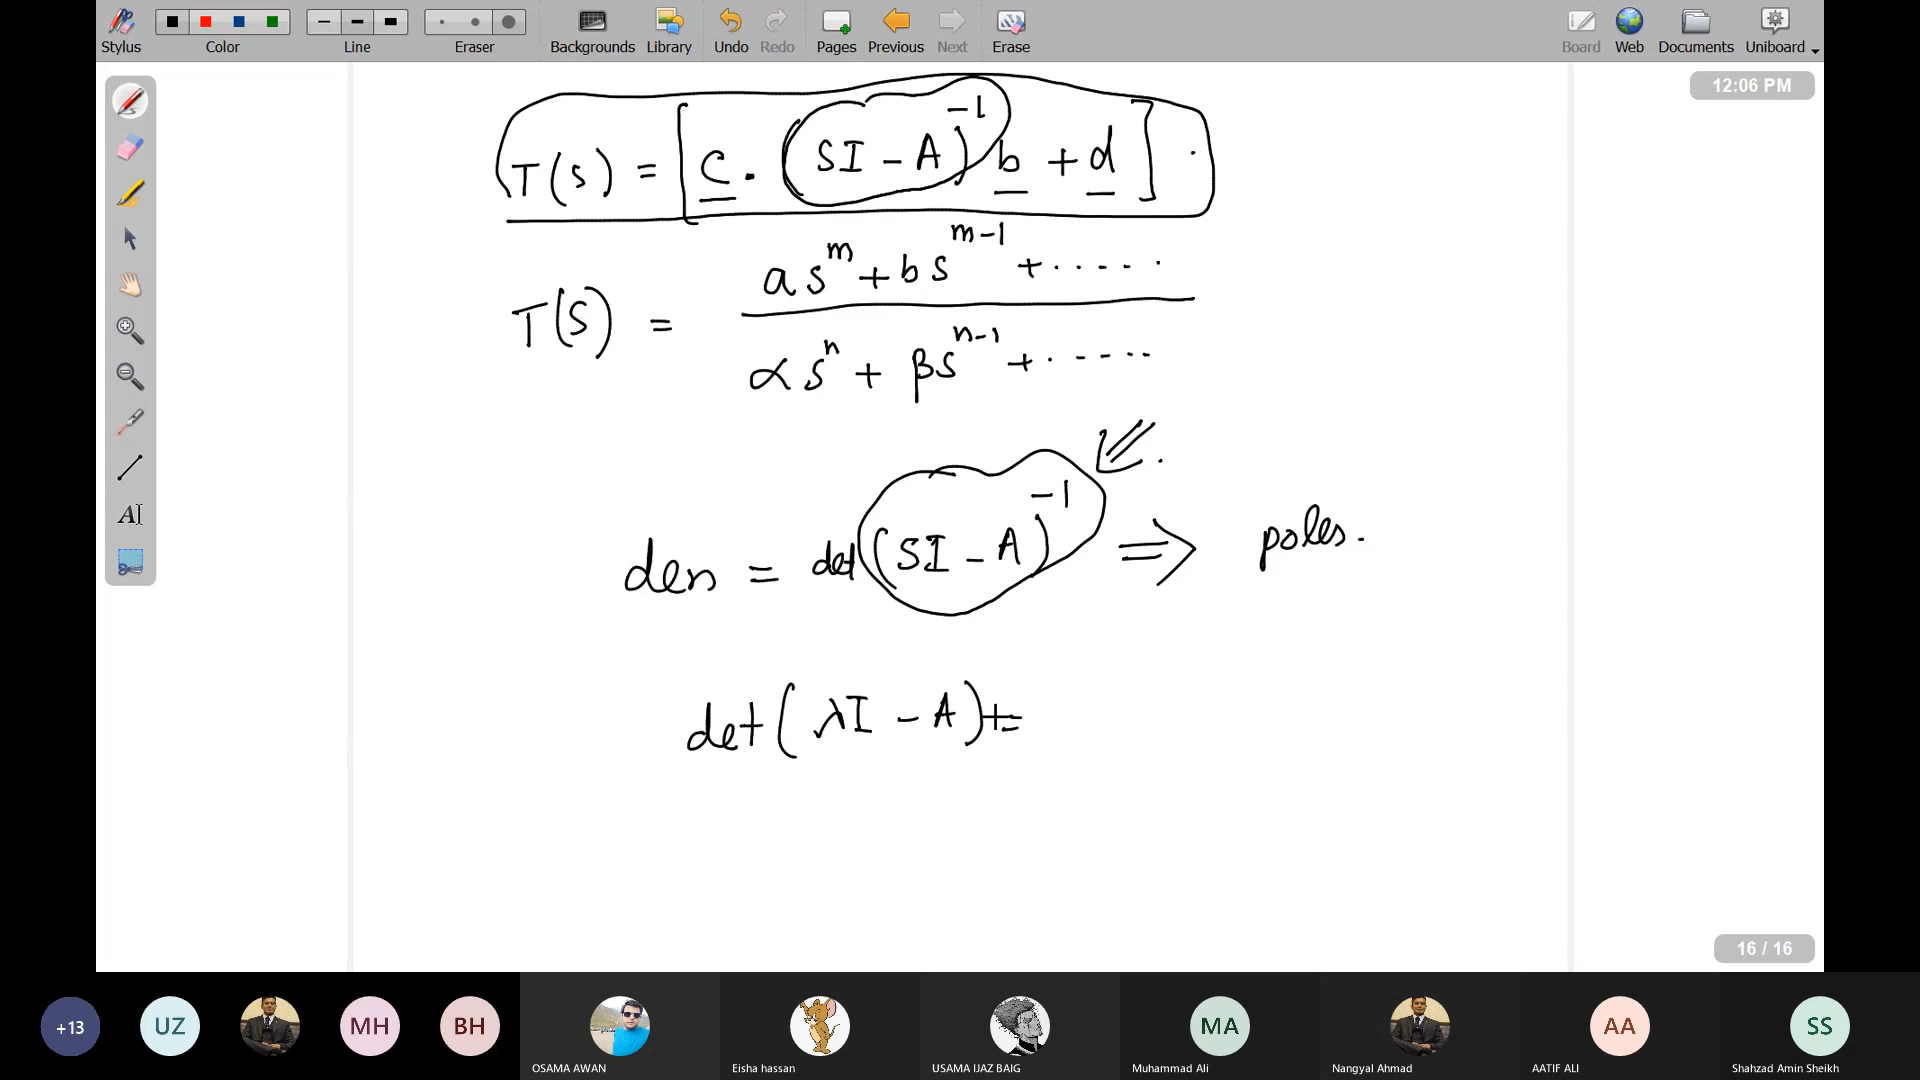 Stylus Color Line Eraser Backgrounds Library Undo Redo Pages Previous Next Erase Board Web Documents Uniboard
12:06 PM
T(s) = [c. (SI - A)^-1 b + d] .
T(s) = (as^m + bs^m-1 + .....) / (αs^n + βs^n-1 + .....)
den = det (SI - A)^-1 ⇒ poles.
det(λI - A) + =
16 / 16
+13 UZ MH BH MA AA SS
OSAMA AWAN Eisha hassan USAMA IJAZ BAIG Muhammad Ali Nangyal Ahmad AATIF ALI Shahzad Amin Sheikh